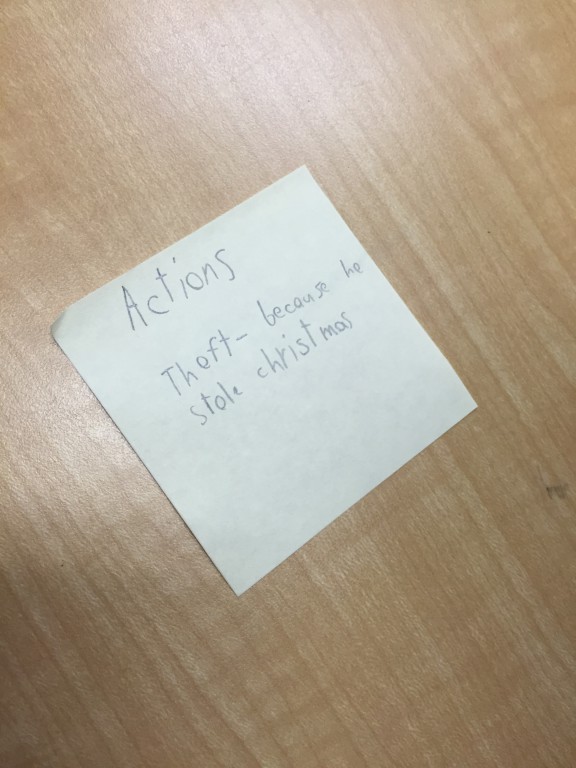 Actions
Theft- because he
stole christmas